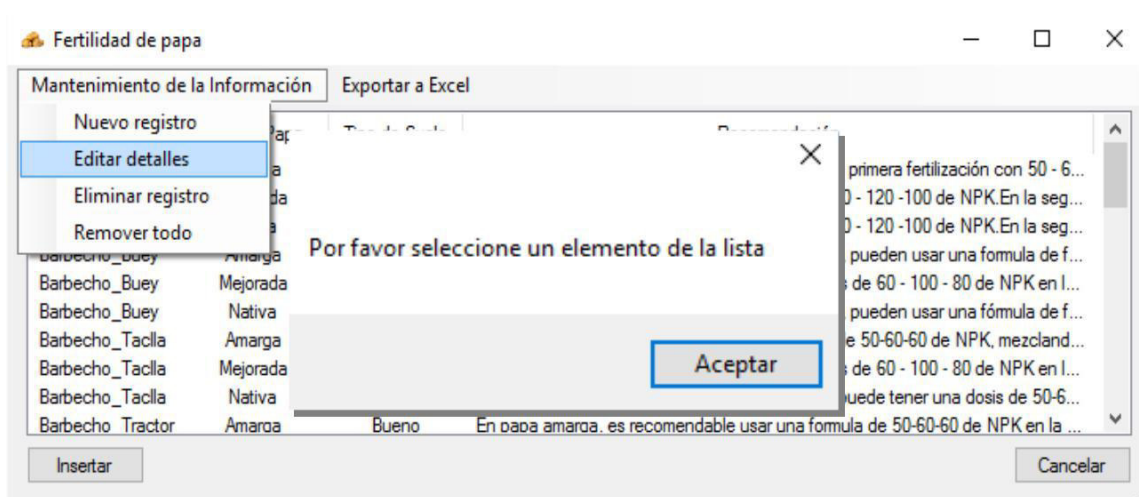 Fertilidad de papa
Mantenimiento de la Información Exportar a Excel
Nuevo registro
Editar detalles
Eliminar registro
Remover todo
Por favor seleccione un elemento de la lista
Aceptar
primera fertilización con 50 - 6...
- 120 -100 de NPK.En la seg...
- 120 -100 de NPK.En la seg...
Barbecho_Buey Amarga pueden usar una formula de f...
Barbecho_Buey Mejorada de 60 - 100 - 80 de NPK en l...
Barbecho_Buey Nativa pueden usar una fórmula de f...
Barbecho_Taclla Amarga 50-60-60 de NPK, mezcland...
Barbecho_Taclla Mejorada de 60 - 100 - 80 de NPK en l...
Barbecho_Taclla Nativa tener una dosis de 50-6...
Barbecho_Tractor Amarga Bueno En papa amarga, es recomendable usar una formula de 50-60-60 de NPK en la ...
Insertar Cancelar